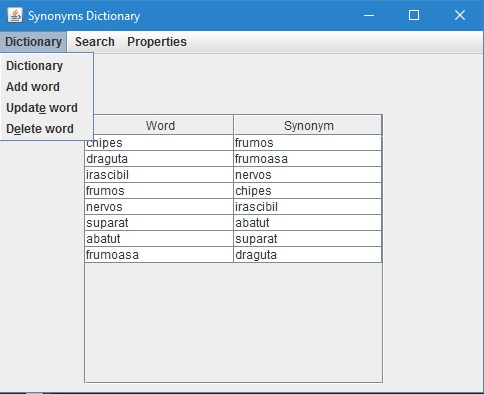 Synonyms Dictionary
Dictionary Search Properties
Dictionary
Add word
Update word
Delete word
Word Synonym
chipes frumos
draguta frumoasa
irascibil nervos
frumos chipes
nervos irascibil
suparat abatut
abatut suparat
frumoasa draguta